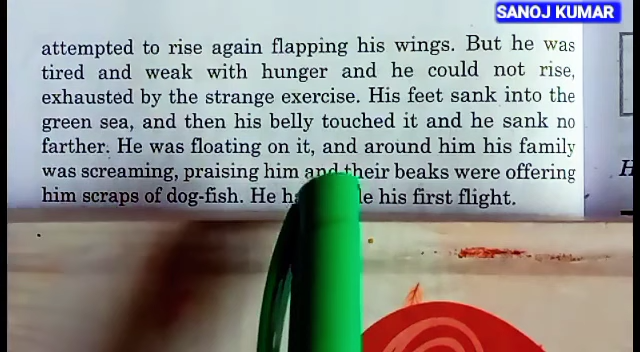 SANOJ KUMAR
attempted to rise again flapping his wings. But he was
tired and weak with hunger and he could not rise,
exhausted by the strange exercise. His feet sank into the
green sea, and then his belly touched it and he sank no
farther. He was floating on it, and around him his family
was screaming, praising him and their beaks were offering
him scraps of dog-fish. He his first flight.
H